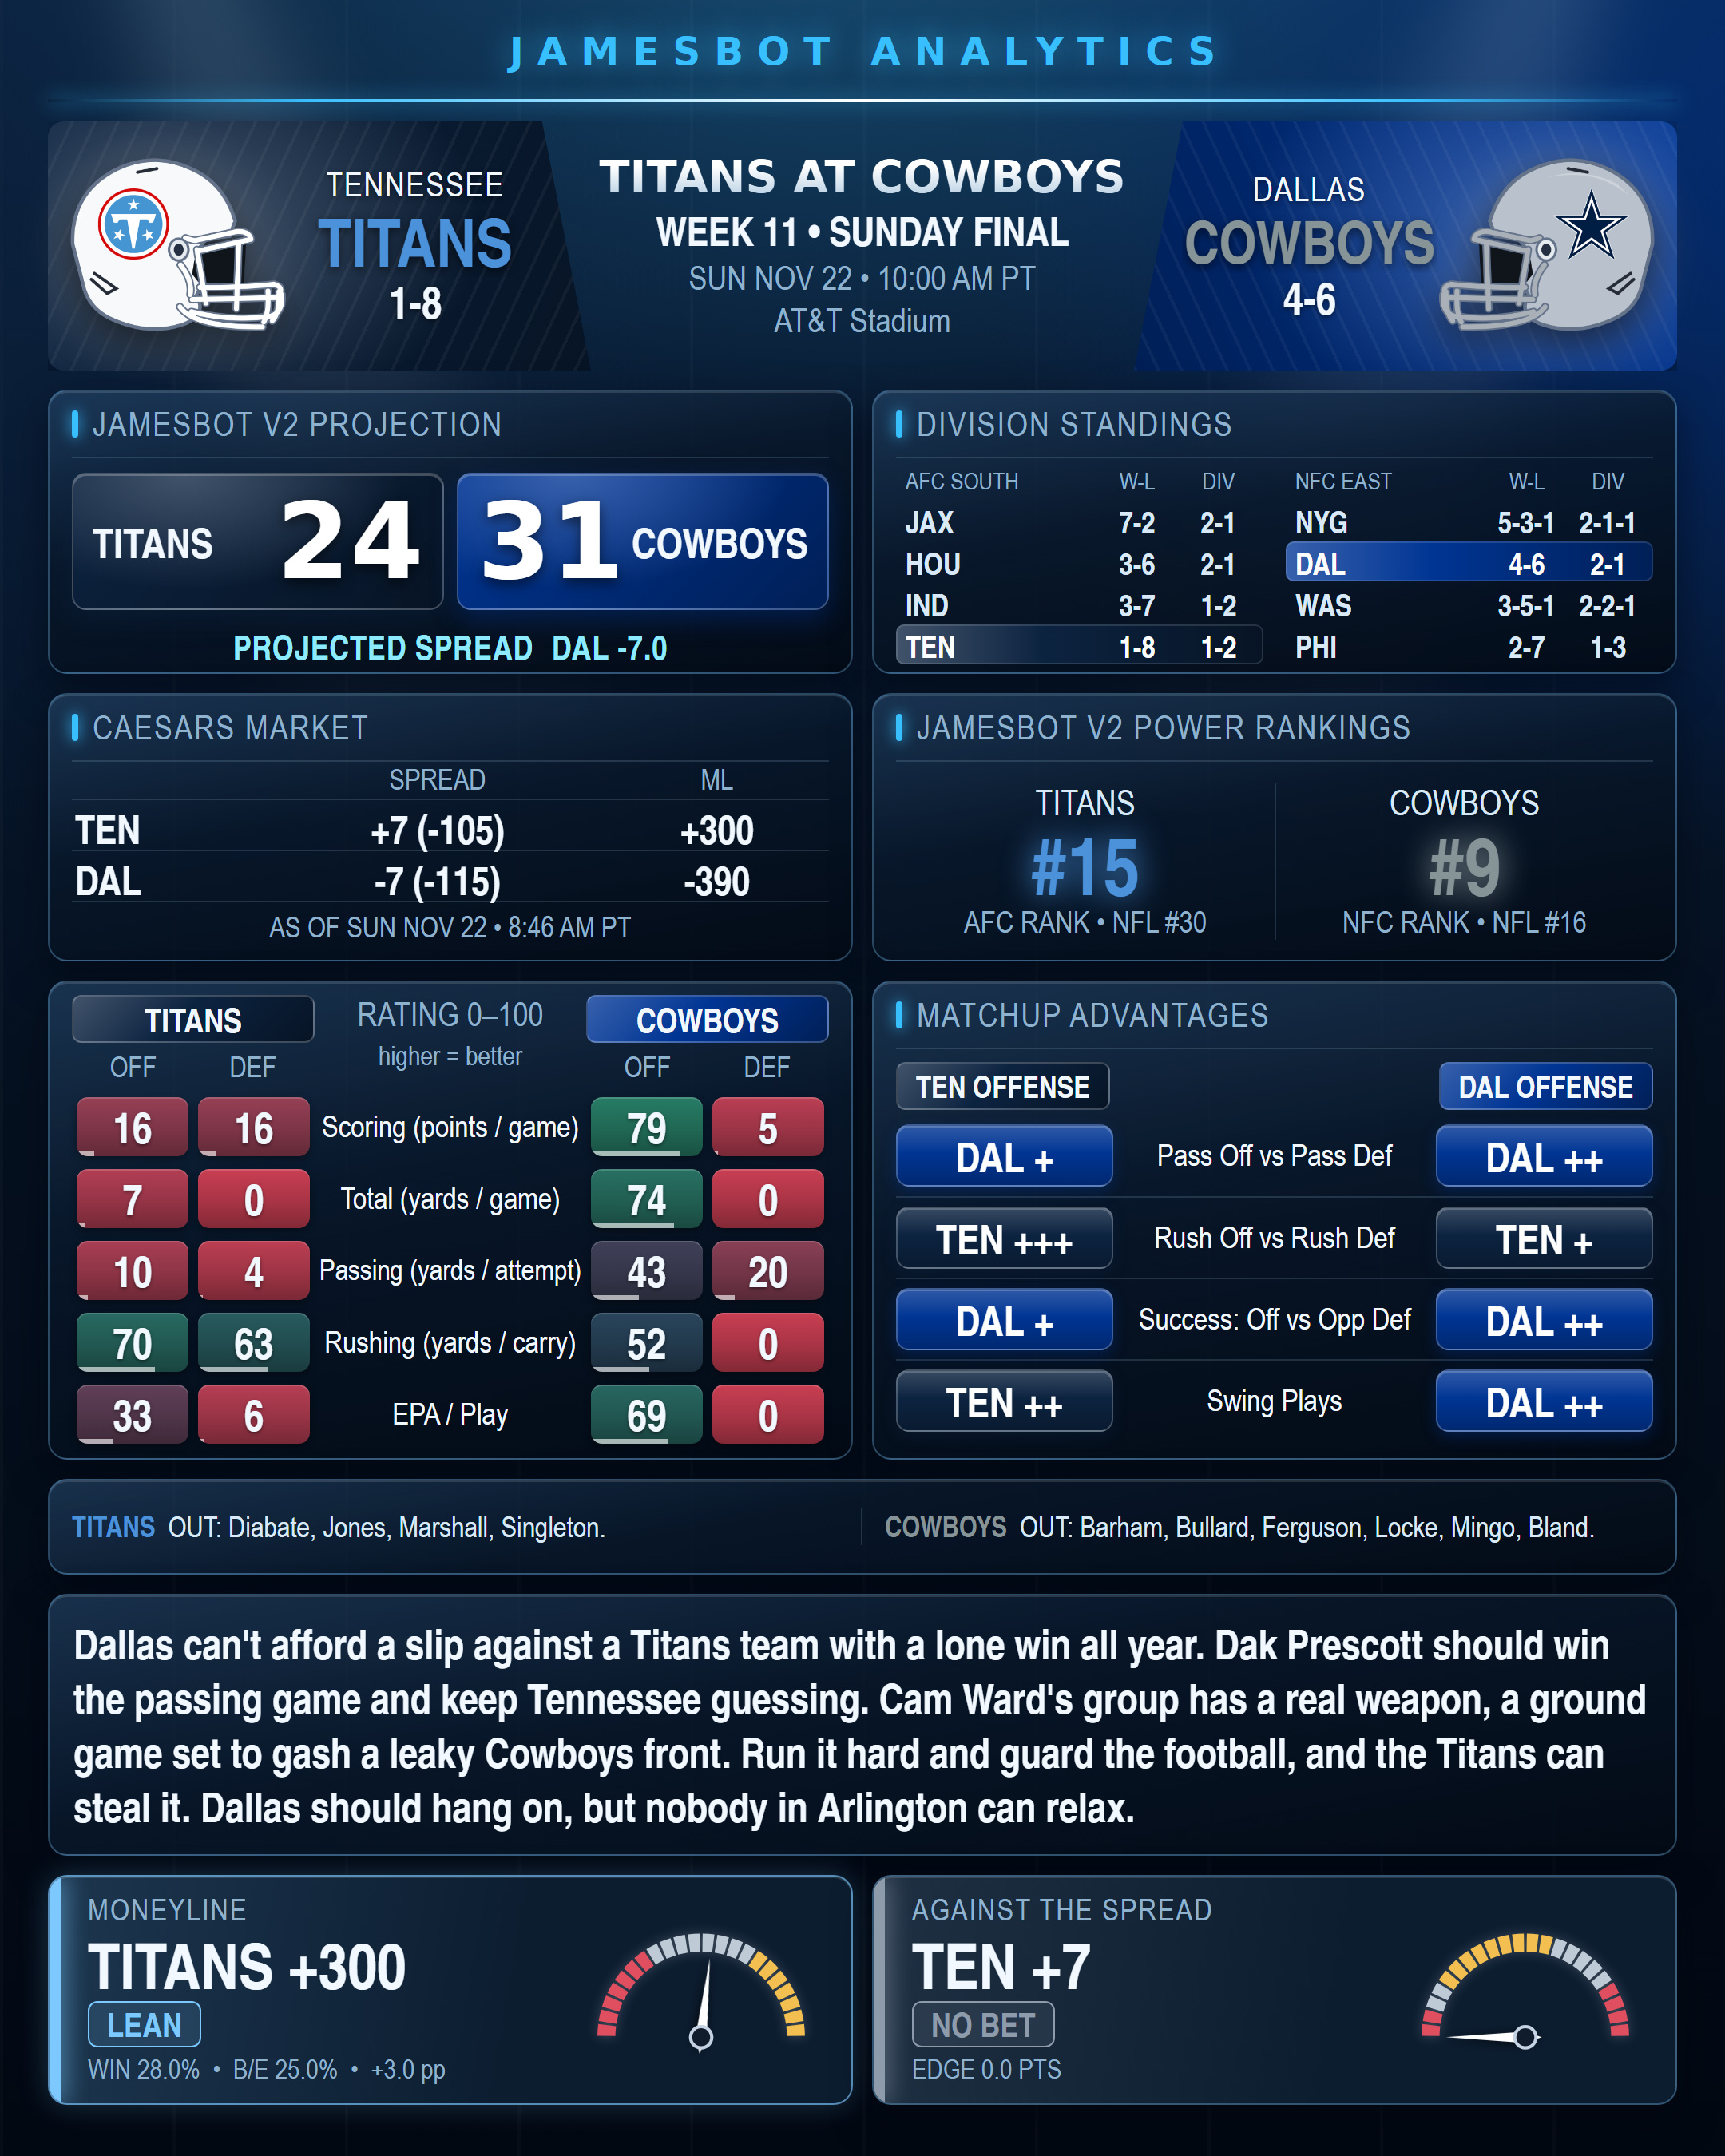 JAMESBOT ANALYTICS
TENNESSEE
TITANS
1-8
TITANS AT COWBOYS
WEEK 11 • SUNDAY FINAL
SUN NOV 22 • 10:00 AM PT
AT&T Stadium
DALLAS
COWBOYS
4-6
JAMESBOT V2 PROJECTION
TITANS 24
31 COWBOYS
PROJECTED SPREAD DAL -7.0
DIVISION STANDINGS
AFC SOUTH W-L DIV
JAX 7-2 2-1
HOU 3-6 2-1
IND 3-7 1-2
TEN 1-8 1-2
NFC EAST W-L DIV
NYG 5-3-1 2-1-1
DAL 4-6 2-1
WAS 3-5-1 2-2-1
PHI 2-7 1-3
CAESARS MARKET
SPREAD ML
TEN +7 (-105) +300
DAL -7 (-115) -390
AS OF SUN NOV 22 • 8:46 AM PT
JAMESBOT V2 POWER RANKINGS
TITANS
#15
AFC RANK • NFL #30
COWBOYS
#9
NFC RANK • NFL #16
TITANS RATING 0–100 COWBOYS
OFF DEF higher = better OFF DEF
16 16 Scoring (points / game) 79 5
7 0 Total (yards / game) 74 0
10 4 Passing (yards / attempt) 43 20
70 63 Rushing (yards / carry) 52 0
33 6 EPA / Play 69 0
MATCHUP ADVANTAGES
TEN OFFENSE DAL OFFENSE
DAL + Pass Off vs Pass Def DAL ++
TEN +++ Rush Off vs Rush Def TEN +
DAL + Success: Off vs Opp Def DAL ++
TEN ++ Swing Plays DAL ++
TITANS OUT: Diabate, Jones, Marshall, Singleton.
COWBOYS OUT: Barham, Bullard, Ferguson, Locke, Mingo, Bland.
Dallas can't afford a slip against a Titans team with a lone win all year. Dak Prescott should win
the passing game and keep Tennessee guessing. Cam Ward's group has a real weapon, a ground
game set to gash a leaky Cowboys front. Run it hard and guard the football, and the Titans can
steal it. Dallas should hang on, but nobody in Arlington can relax.
MONEYLINE
TITANS +300
LEAN
WIN 28.0% • B/E 25.0% • +3.0 pp
AGAINST THE SPREAD
TEN +7
NO BET
EDGE 0.0 PTS